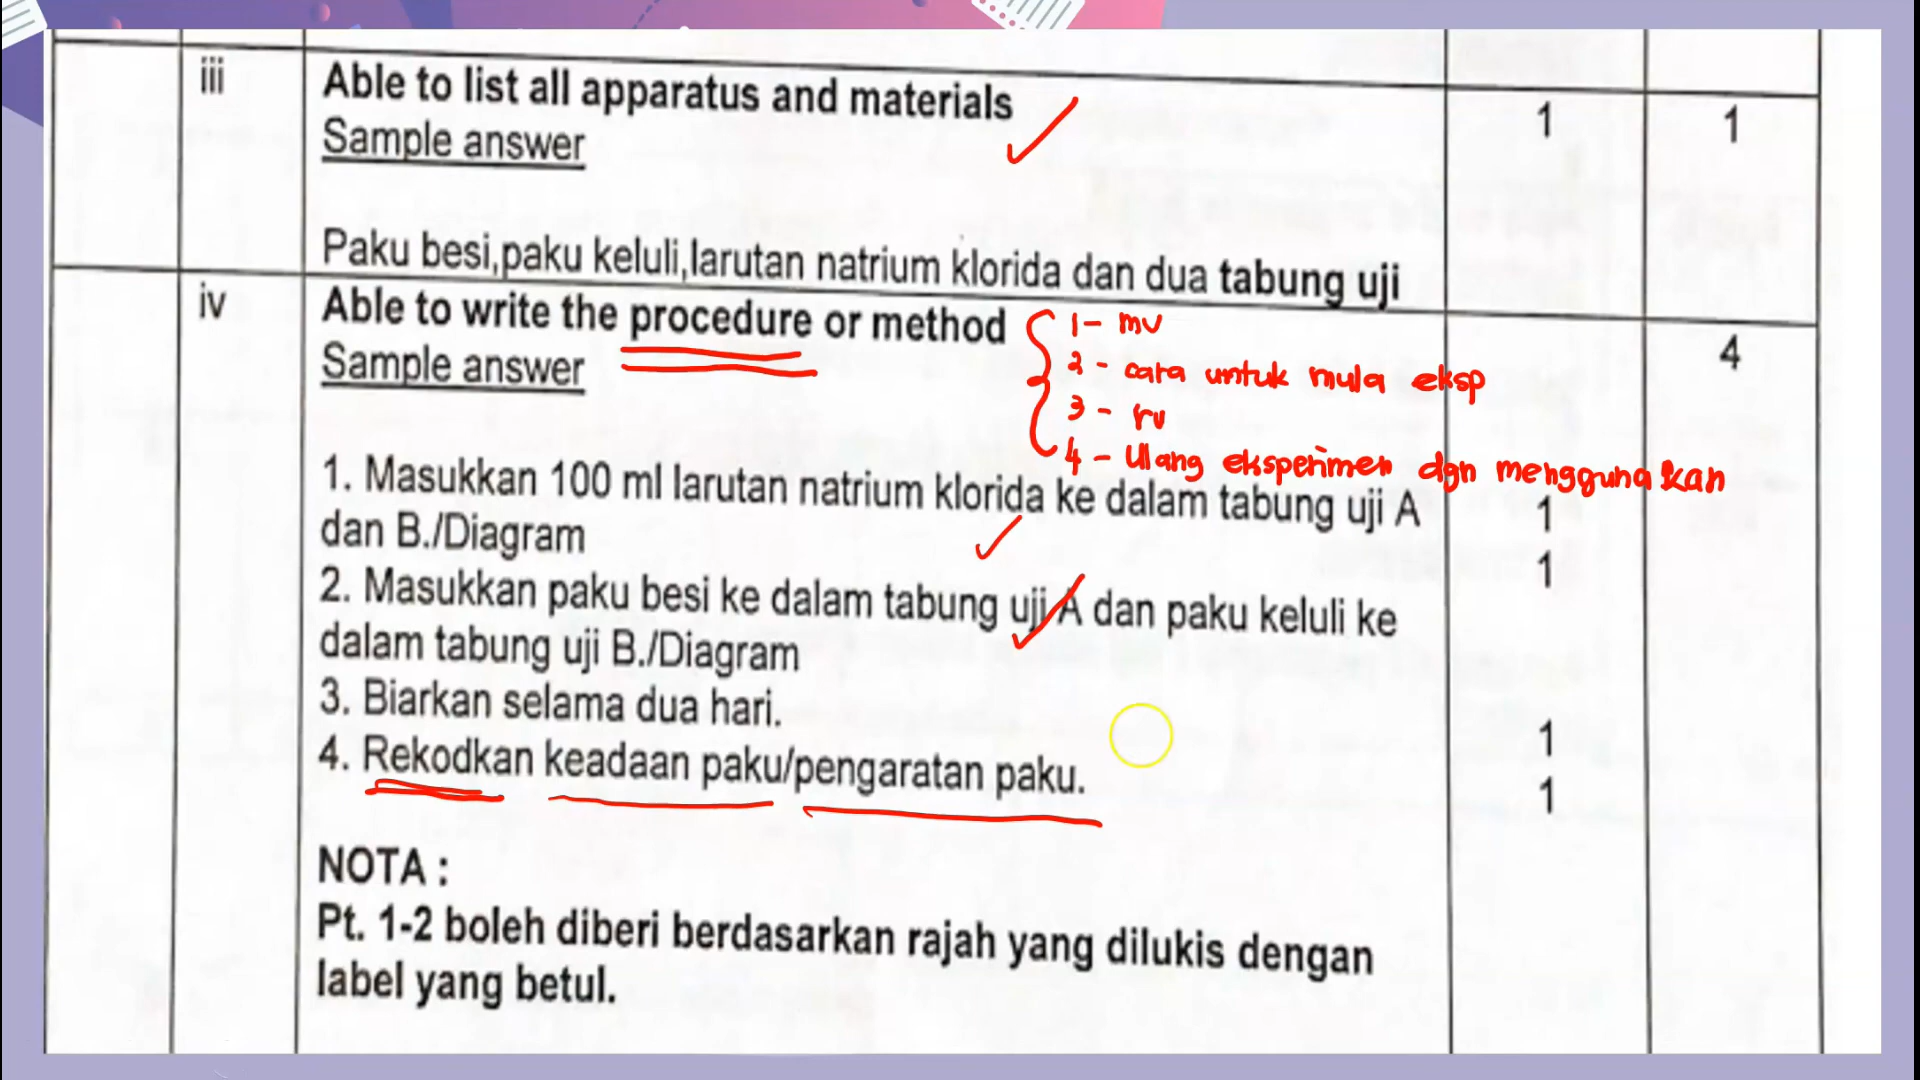 iii
Able to list all apparatus and materials
1
1
Sample answer
Paku besi,paku keluli,larutan natrium klorida dan dua tabung uji
iv
Able to write the procedure or method
4
Sample answer
1 - mv
2 - cara untuk mula eksp
3 - rv
4 - Ulang eksperimen dgn menggunakan
1. Masukkan 100 ml larutan natrium klorida ke dalam tabung uji A
1
dan B./Diagram
1
2. Masukkan paku besi ke dalam tabung uji A dan paku keluli ke
dalam tabung uji B./Diagram
3. Biarkan selama dua hari.
1
4. Rekodkan keadaan paku/pengaratan paku.
1
NOTA :
Pt. 1-2 boleh diberi berdasarkan rajah yang dilukis dengan
label yang betul.